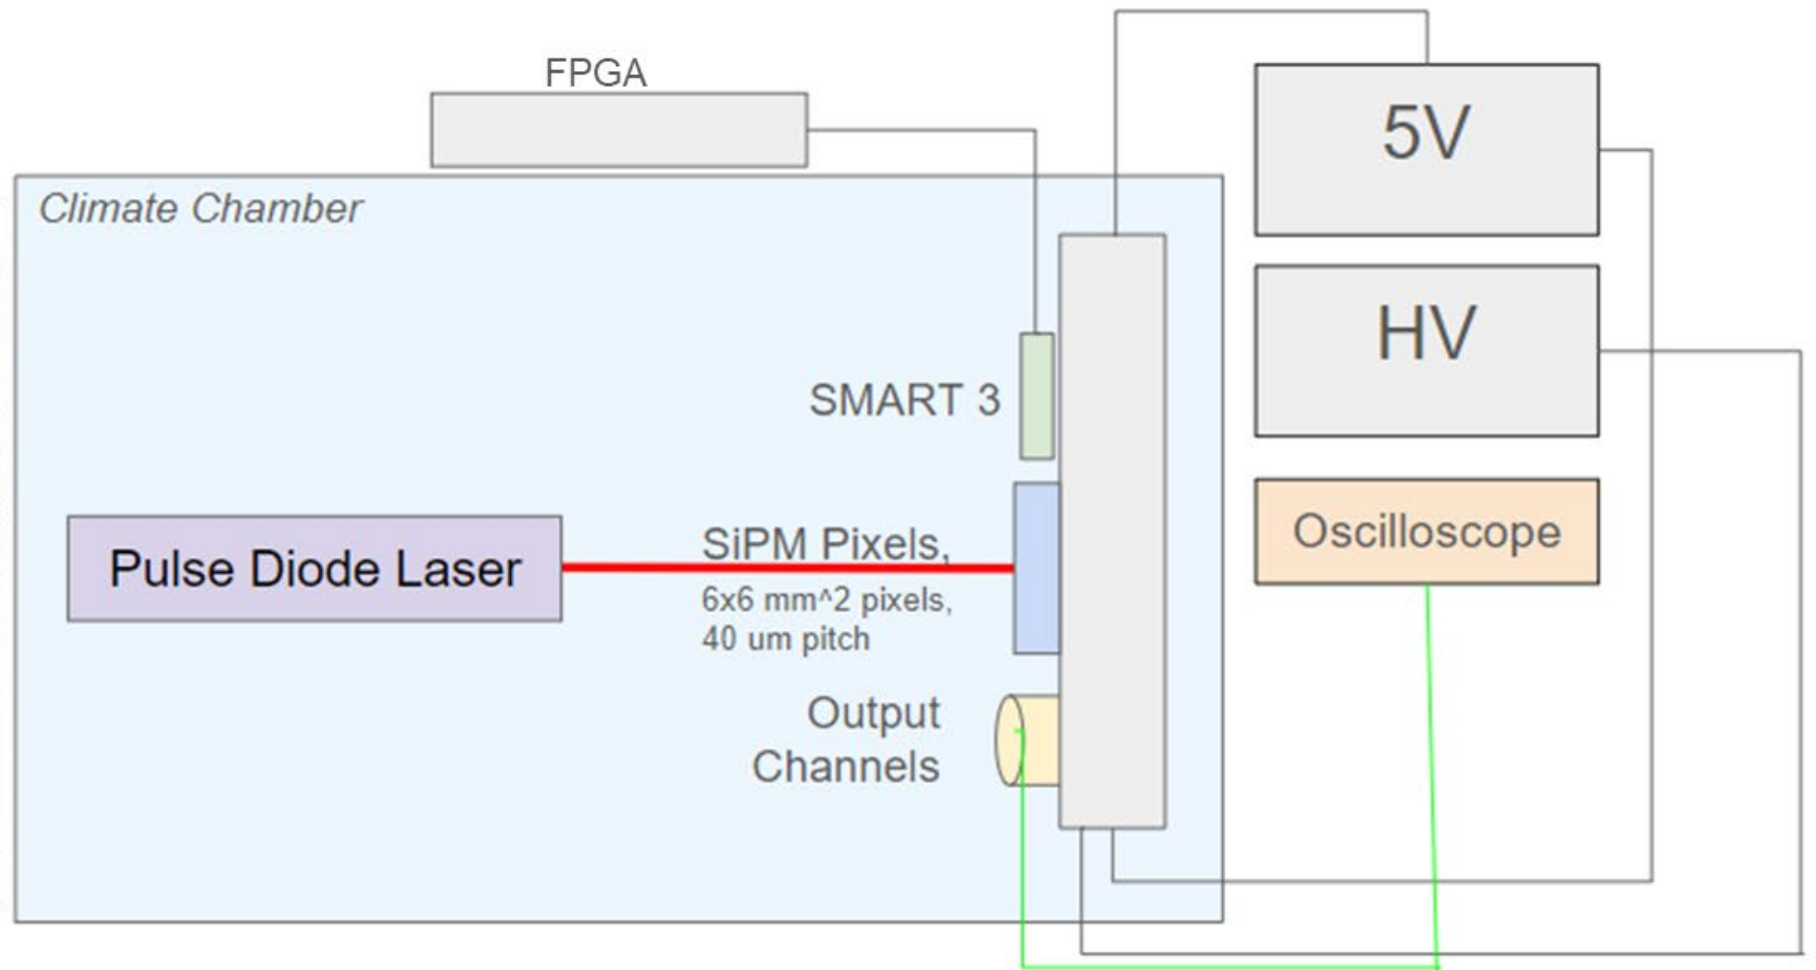 FPGA
5V
Climate Chamber
HV
SMART 3
Oscilloscope
SiPM Pixels,
Pulse Diode Laser
6x6 mm^2 pixels,
40 um pitch
Output
Channels